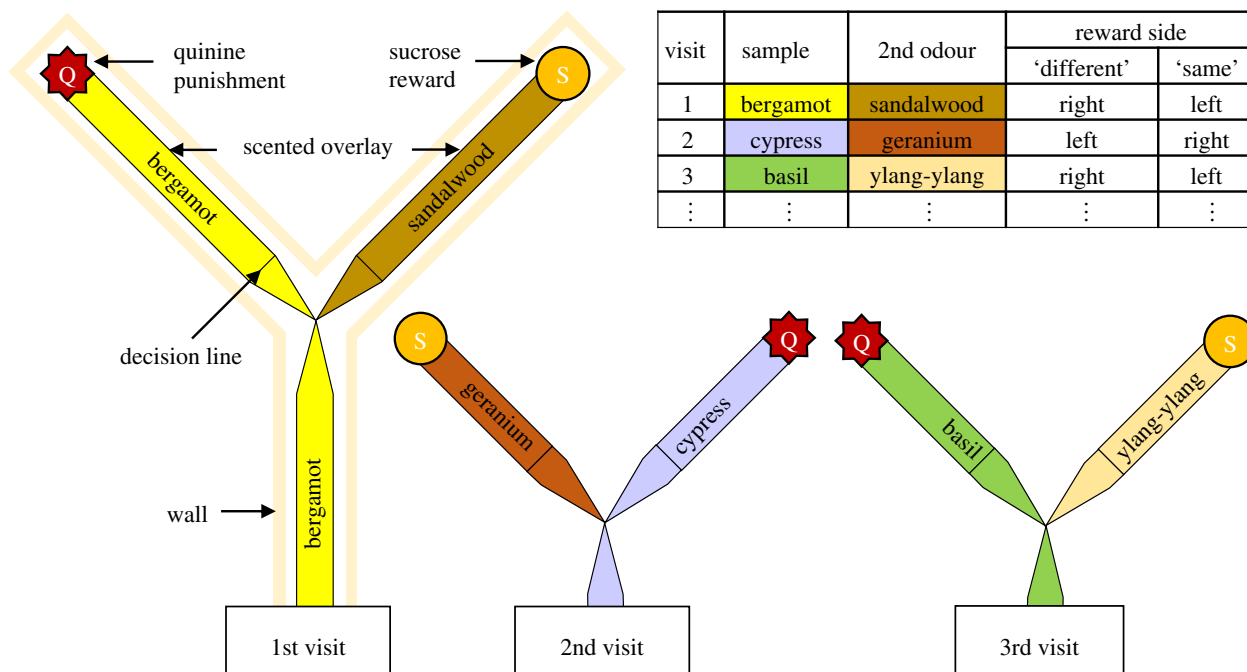 quinine
punishment
sucrose
reward
Q
S
scented overlay
bergamot
sandalwood
decision line
wall
bergamot
1st visit
visit sample 2nd odour reward side
‘different’ ‘same’
1 bergamot sandalwood right left
2 cypress geranium left right
3 basil ylang-ylang right left
⋮ ⋮ ⋮ ⋮ ⋮
S
Q
geranium
cypress
2nd visit
Q
S
basil
ylang-ylang
3rd visit